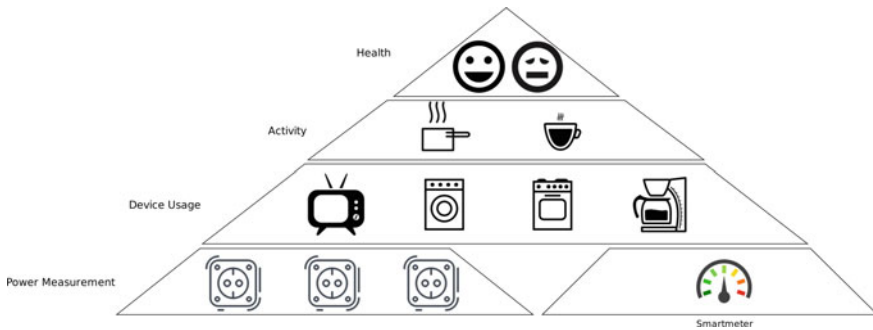 Health
Activity
Device Usage
Power Measurement
Smartmeter